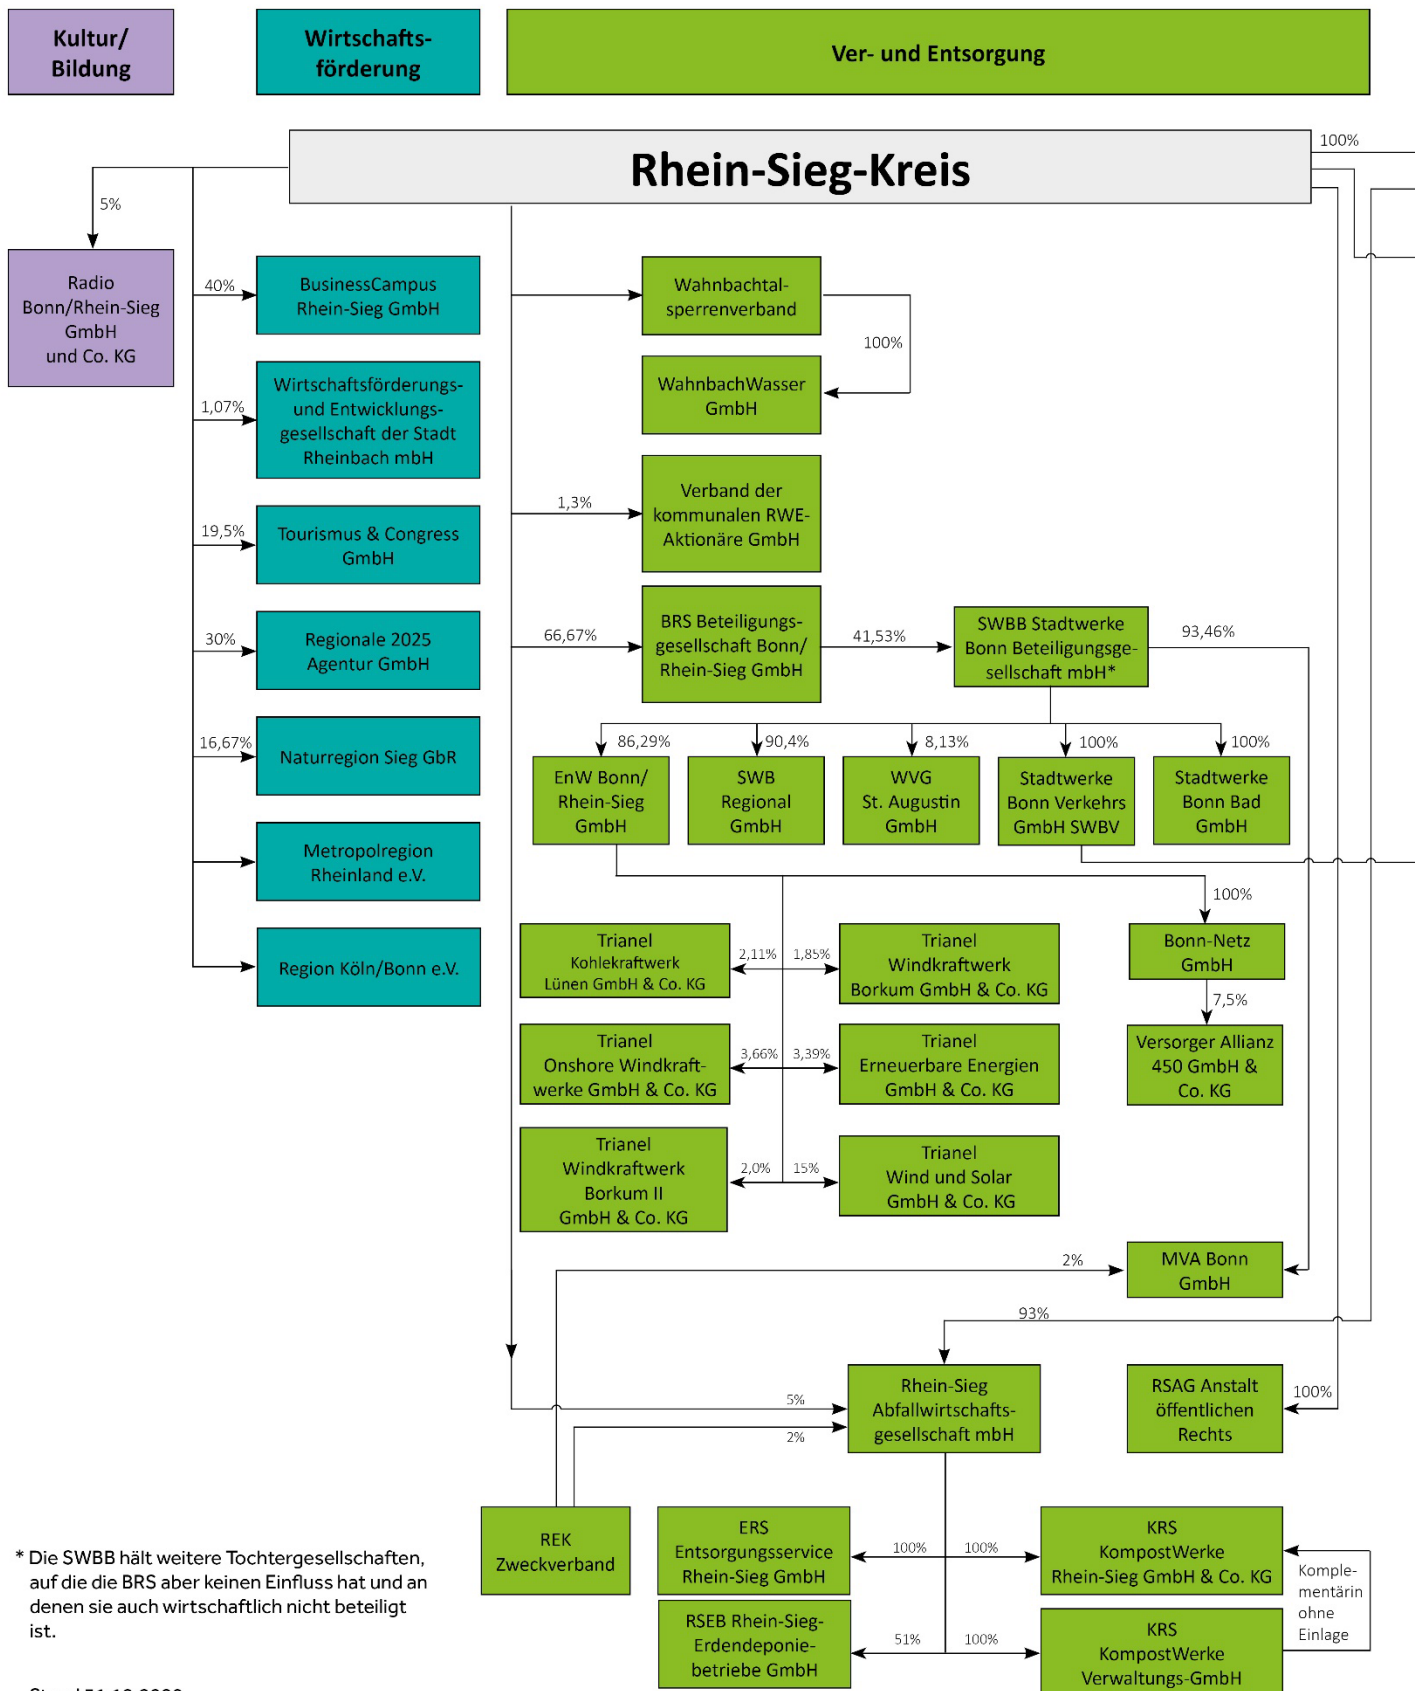 Kultur/
Bildung
Wirtschafts-
förderung
Ver- und Entsorgung
Rhein-Sieg-Kreis
100%
5%
Radio
Bonn/Rhein-Sieg
GmbH
und Co. KG
40%
BusinessCampus
Rhein-Sieg GmbH
1,07%
Wirtschaftsförderungs-
und Entwicklungs-
gesellschaft der Stadt
Rheinbach mbH
19,5%
Tourismus & Congress
GmbH
30%
Regionale 2025
Agentur GmbH
16,67%
Naturregion Sieg GbR
Metropolregion
Rheinland e.V.
Region Köln/Bonn e.V.
Wahnbachtal-
sperrenverband
100%
WahnbachWasser
GmbH
1,3%
Verband der
kommunalen RWE-
Aktionäre GmbH
66,67%
BRS Beteiligungs-
gesellschaft Bonn/
Rhein-Sieg GmbH
41,53%
SWBB Stadtwerke
Bonn Beteiligungsge-
sellschaft mbH*
93,46%
86,29%
EnW Bonn/
Rhein-Sieg
GmbH
90,4%
SWB
Regional
GmbH
8,13%
WVG
St. Augustin
GmbH
100%
Stadtwerke
Bonn Verkehrs
GmbH SWBV
100%
Stadtwerke
Bonn Bad
GmbH
Trianel
Kohlekraftwerk
Lünen GmbH & Co. KG
2,11%
1,85%
Trianel
Windkraftwerk
Borkum GmbH & Co. KG
100%
Bonn-Netz
GmbH
7,5%
Versorger Allianz
450 GmbH &
Co. KG
Trianel
Onshore Windkraft-
werke GmbH & Co. KG
3,66%
3,39%
Trianel
Erneuerbare Energien
GmbH & Co. KG
Trianel
Windkraftwerk
Borkum II
GmbH & Co. KG
2,0%
15%
Trianel
Wind und Solar
GmbH & Co. KG
2%
MVA Bonn
GmbH
93%
5%
2%
Rhein-Sieg
Abfallwirtschafts-
gesellschaft mbH
RSAG Anstalt
öffentlichen
Rechts
100%
REK
Zweckverband
ERS
Entsorgungsservice
Rhein-Sieg GmbH
100%
100%
KRS
KompostWerke
Rhein-Sieg GmbH & Co. KG
Komple-
mentärin
ohne
Einlage
RSEB Rhein-Sieg-
Erdendeponie-
betriebe GmbH
51%
100%
KRS
KompostWerke
Verwaltungs-GmbH
* Die SWBB hält weitere Tochtergesellschaften,
auf die die BRS aber keinen Einfluss hat und an
denen sie auch wirtschaftlich nicht beteiligt
ist.